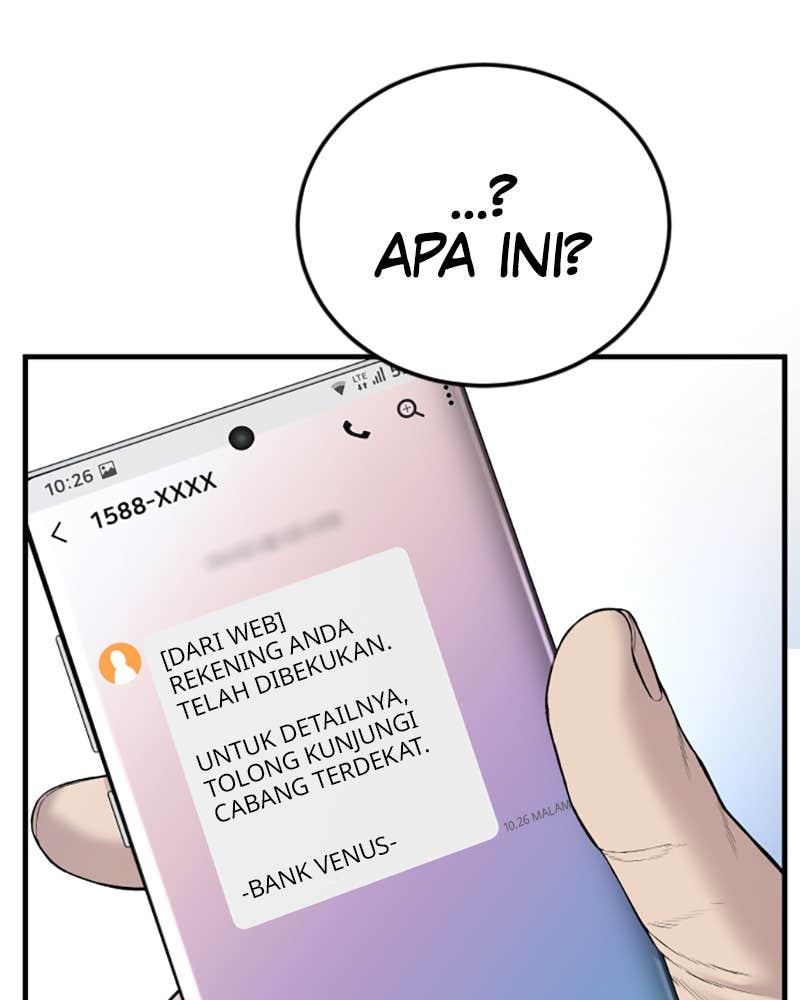 ...?
APA INI?
LTE
10:26
1588-XXXX
[DARI WEB]
REKENING ANDA
TELAH DIBEKUKAN.
UNTUK DETAILNYA,
TOLONG KUNJUNGI
CABANG TERDEKAT.
-BANK VENUS-
10.26 MALAM